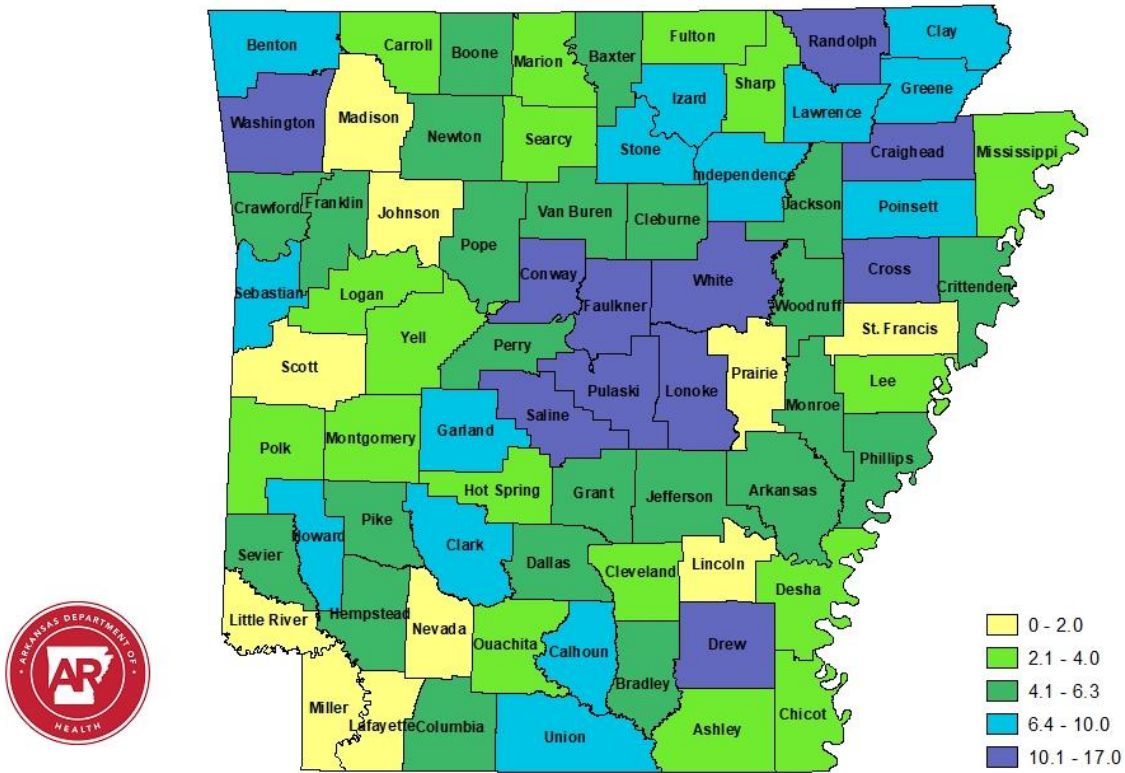 Benton
Carroll
Boone
Marion
Baxter
Fulton
Sharp
Randolph
Clay
Greene
Lawrence
Izard
Washington
Madison
Newton
Searcy
Stone
Independence
Craighead
Mississippi
Jackson
Poinsett
Crawford
Franklin
Johnson
Pope
Van Buren
Cleburne
White
Cross
Crittenden
Woodruff
Sebastian
Logan
Conway
Faulkner
Yell
Perry
St. Francis
Scott
Prairie
Lee
Pulaski
Lonoke
Monroe
Saline
Garland
Polk
Montgomery
Phillips
Hot Spring
Grant
Jefferson
Arkansas
Howard
Pike
Clark
Sevier
Dallas
Cleveland
Lincoln
Desha
Little River
Hempstead
Nevada
Ouachita
Calhoun
Drew
Bradley
Miller
Lafayette
Columbia
Union
Ashley
Chicot
ARKANSAS DEPARTMENT OF
AR
HEALTH
0 - 2.0
2.1 - 4.0
4.1 - 6.3
6.4 - 10.0
10.1 - 17.0